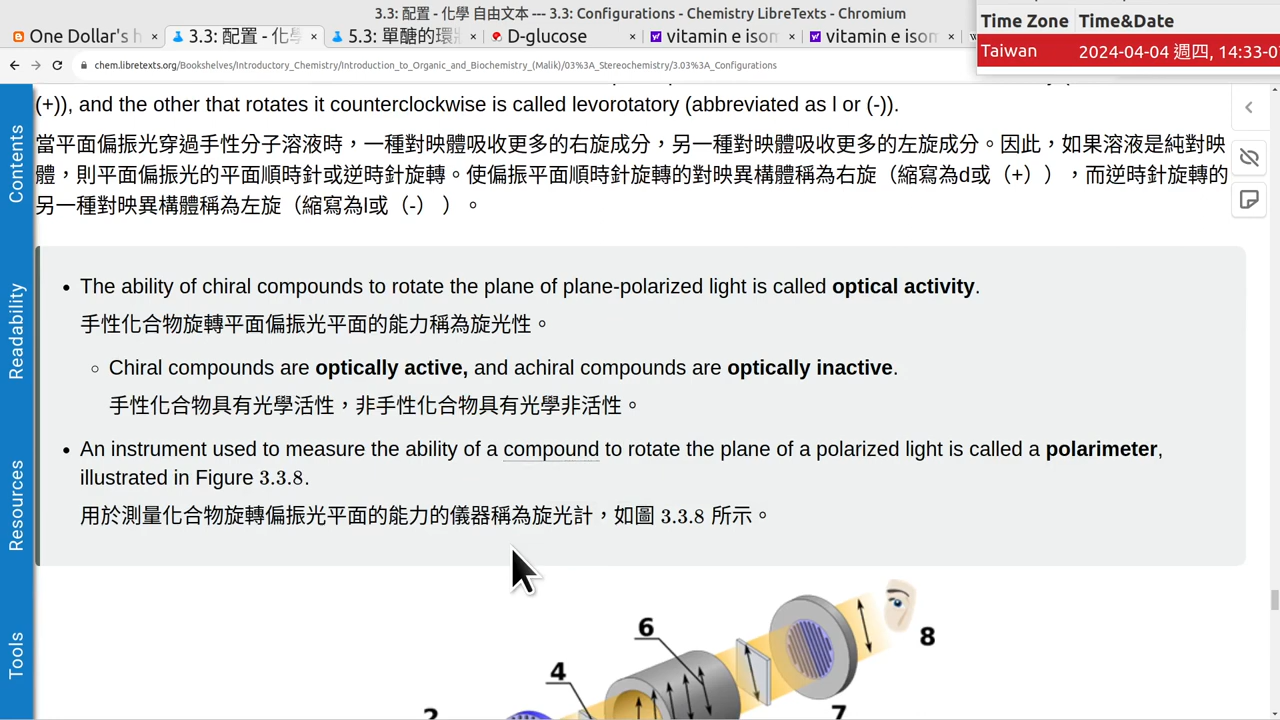 3.3: 配置 - 化學 自由文本 --- 3.3: Configurations - Chemistry LibreTexts - Chromium
One Dollar's h × 3.3: 配置 - 化學 × 5.3: 單醣的環 × D-glucose × vitamin e isom × vitamin e isom ×
Time Zone Time&Date
Taiwan 2024-04-04 週四, 14:33-0
chem.libretexts.org/Bookshelves/Introductory_Chemistry/Introduction_to_Organic_and_Biochemistry_(Malik)/03%3A_Stereochemistry/3.03%3A_Configurations
(+)), and the other that rotates it counterclockwise is called levorotatory (abbreviated as l or (-)).
當平面偏振光穿過手性分子溶液時，一種對映體吸收更多的右旋成分，另一種對映體吸收更多的左旋成分。因此，如果溶液是純對映
體，則平面偏振光的平面順時針或逆時針旋轉。使偏振平面順時針旋轉的對映異構體稱為右旋（縮寫為d或（+）），而逆時針旋轉的
另一種對映異構體稱為左旋（縮寫為l或（-） ）。
• The ability of chiral compounds to rotate the plane of plane-polarized light is called optical activity.
手性化合物旋轉平面偏振光平面的能力稱為旋光性。
◦ Chiral compounds are optically active, and achiral compounds are optically inactive.
手性化合物具有光學活性，非手性化合物具有光學非活性。
• An instrument used to measure the ability of a compound to rotate the plane of a polarized light is called a polarimeter,
illustrated in Figure 3.3.8.
用於測量化合物旋轉偏振光平面的能力的儀器稱為旋光計，如圖 3.3.8 所示。
Contents
Readability
Resources
Tools
6
8
4
7
2